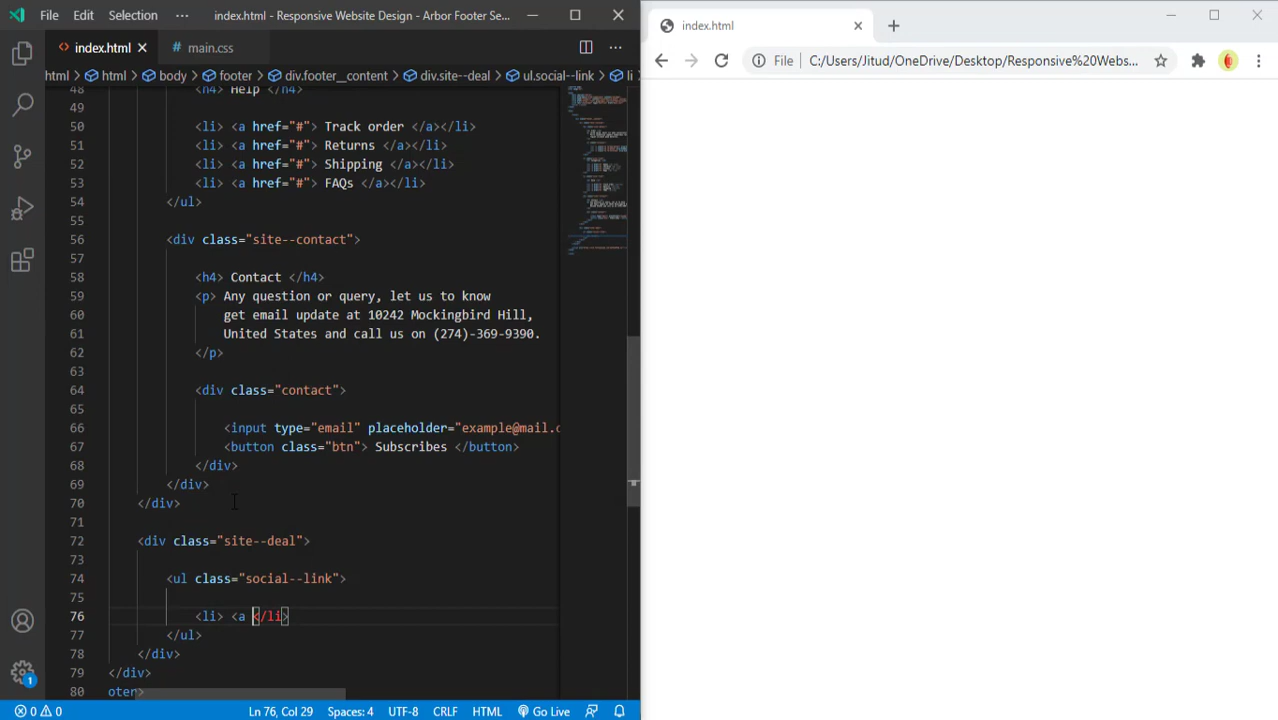 File Edit Selection ··· index.html - Responsive Website Design - Arbor Footer Se...
index.html
index.html main.css
File C:/Users/Jitud/OneDrive/Desktop/Responsive%20Webs...
html > html > body > footer > div.footer__content > div.site--deal > ul.social--link > li
48 <h4> Help </h4>
49
50 <li> <a href="#"> Track order </a></li>
51 <li> <a href="#"> Returns </a></li>
52 <li> <a href="#"> Shipping </a></li>
53 <li> <a href="#"> FAQs </a></li>
54 </ul>
55
56 <div class="site--contact">
57
58 <h4> Contact </h4>
59 <p> Any question or query, let us to know
60 get email update at 10242 Mockingbird Hill,
61 United States and call us on (274)-369-9390.
62 </p>
63
64 <div class="contact">
65
66 <input type="email" placeholder="example@mail.c
67 <button class="btn"> Subscribes </button>
68 </div>
69 </div>
70 </div>
71
72 <div class="site--deal">
73
74 <ul class="social--link">
75
76 <li> <a </li>
77 </ul>
78 </div>
79 </div>
80 oter>
1
0 0 Ln 76, Col 29 Spaces: 4 UTF-8 CRLF HTML Go Live